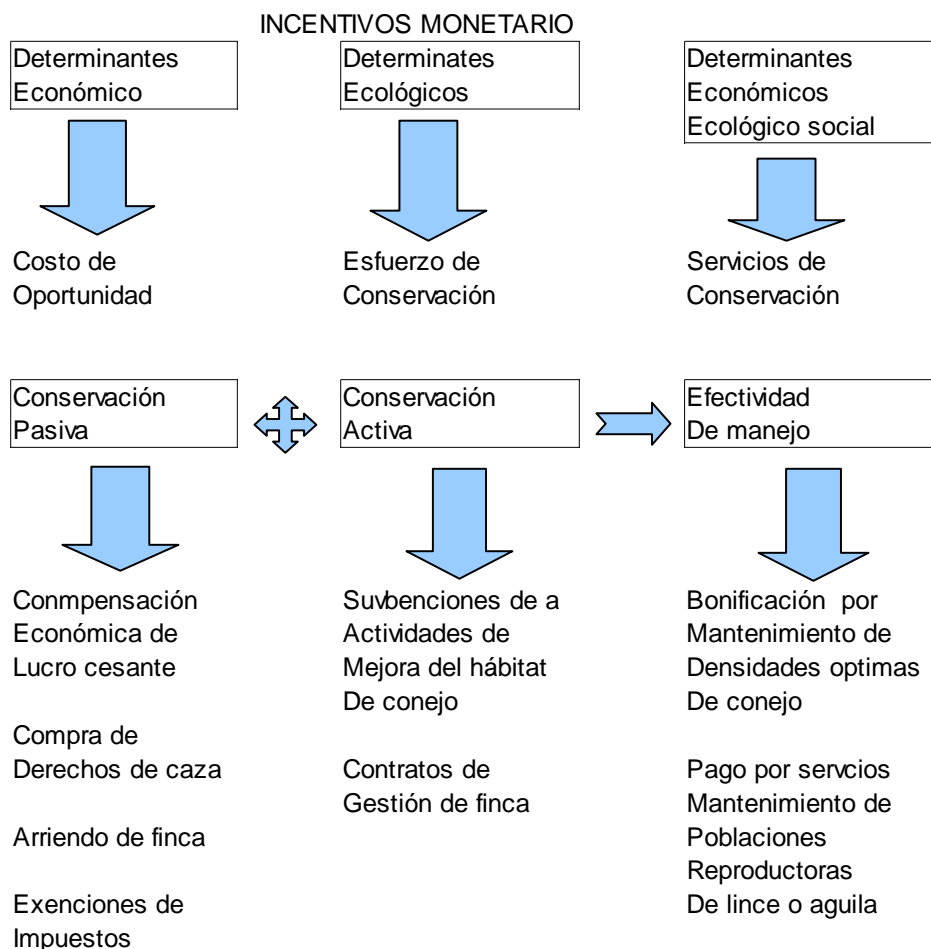 INCENTIVOS MONETARIO
Determinantes
Económico
Determinates
Ecológicos
Determinantes
Económicos
Ecológico social
Costo de
Oportunidad
Esfuerzo de
Conservación
Servicios de
Conservación
Conservación
Pasiva
Conservación
Activa
Efectividad
De manejo
Conmpensación
Económica de
Lucro cesante
Compra de
Derechos de caza
Arriendo de finca
Exenciones de
Impuestos
Suvbenciones de a
Actividades de
Mejora del hábitat
De conejo
Contratos de
Gestión de finca
Bonificación por
Mantenimiento de
Densidades optimas
De conejo
Pago por servcios
Mantenimiento de
Poblaciones
Reproductoras
De lince o aguila